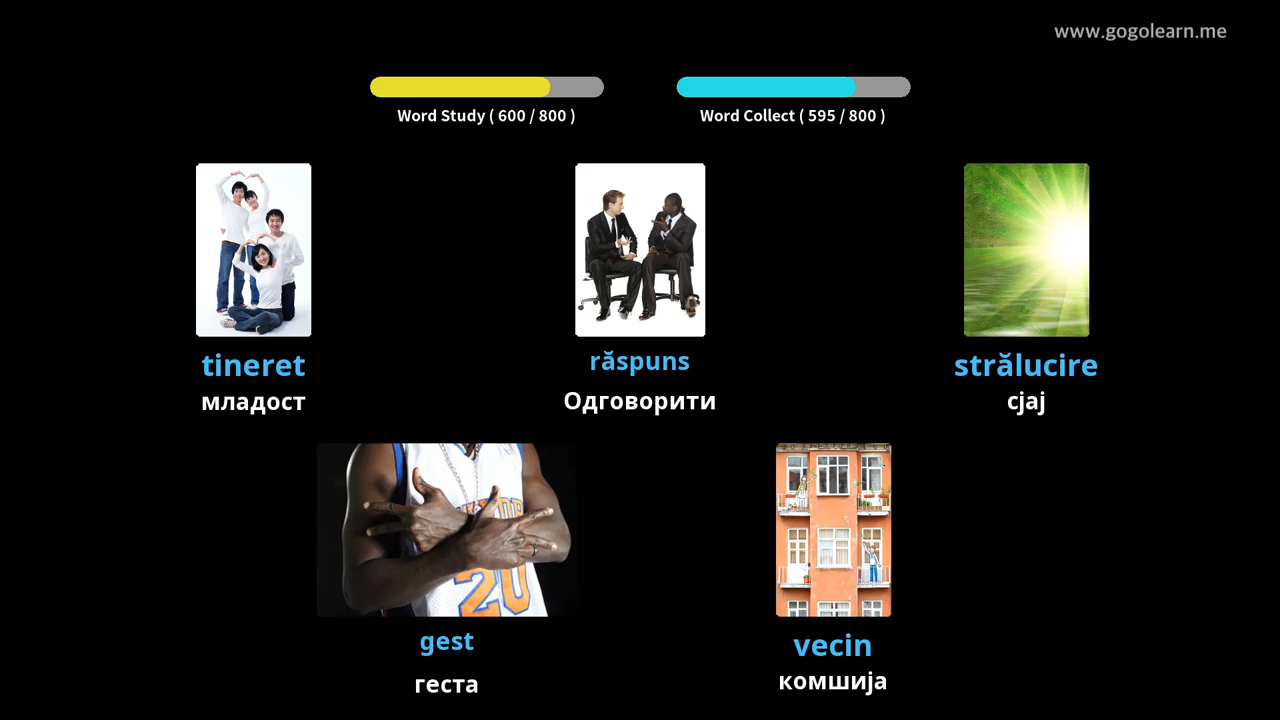 www.gogolearn.me
Word Study ( 600 / 800 )
Word Collect ( 595 / 800 )
tineret
младост
răspuns
Одговорити
strălucire
сјај
20
gest
геста
vecin
комшија